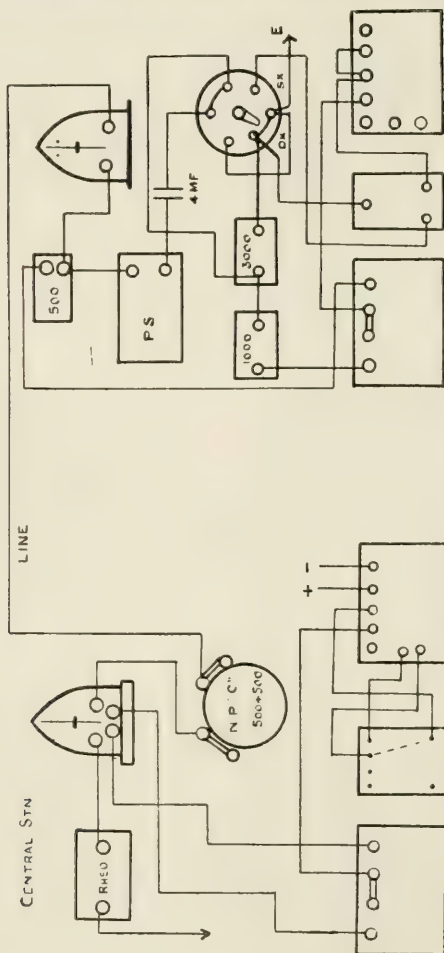 CENTRAL STN
LINE
RHEO
N P "C"
500+500
+ -
500
PS
4 MF
E
SX
DX
1000
3000